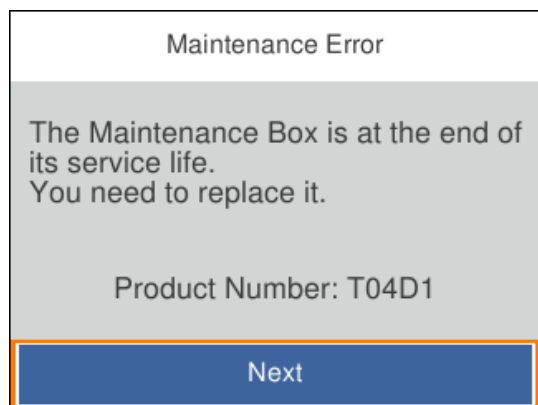 Maintenance Error
The Maintenance Box is at the end of
its service life.
You need to replace it.
Product Number: T04D1
Next